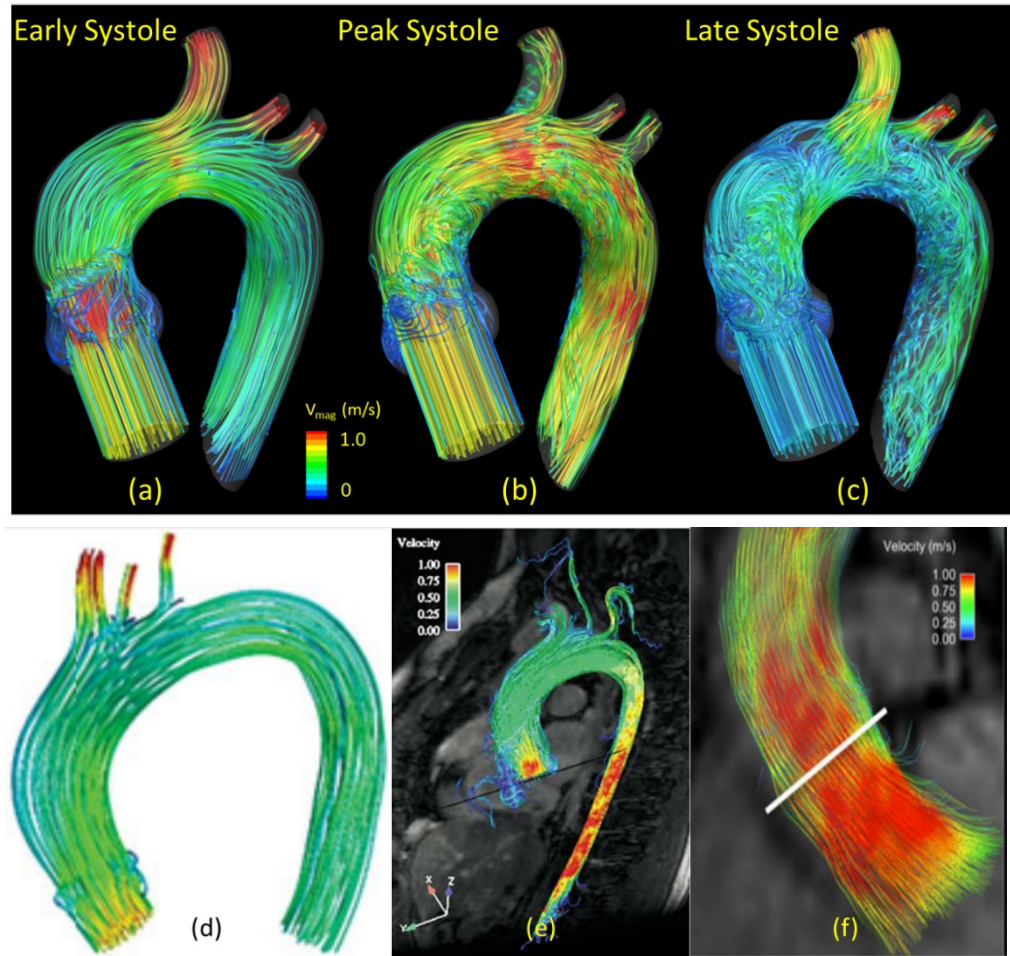 Early Systole
Peak Systole
Late Systole
V_mag (m/s)
1.0
0
(a)
(b)
(c)
Velocity
1.00
0.75
0.50
0.25
0.00
X
Z
Y
Velocity (m/s)
1.00
0.75
0.50
0.25
0.00
(d)
(e)
(f)